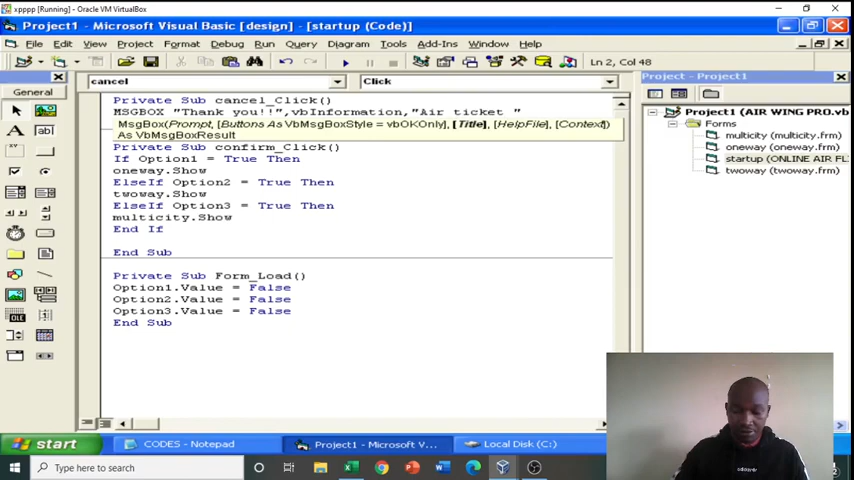 xpppp [Running] - Oracle VM VirtualBox
Project1 - Microsoft Visual Basic [design] - [startup (Code)]
File Edit View Project Format Debug Run Query Diagram Tools Add-Ins Window Help
Ln 2, Col 48
General
cancel
Click
Private Sub cancel_Click()
MSGBOX "Thank you!!",vbInformation,"Air ticket "
MsgBox(Prompt, [Buttons As VbMsgBoxStyle = vbOKOnly], [Title], [HelpFile], [Context])
As VbMsgBoxResult
Private Sub confirm_Click()
If Option1 = True Then
oneway.Show
ElseIf Option2 = True Then
twoway.Show
ElseIf Option3 = True Then
multicity.Show
End If
End Sub
Private Sub Form_Load()
Option1.Value = False
Option2.Value = False
Option3.Value = False
End Sub
Project - Project1
Project1 (AIR WING PRO.vb
Forms
multicity (multicity.frm)
oneway (oneway.frm)
startup (ONLINE AIR FL
twoway (twoway.frm)
start
CODES - Notepad
Project1 - Microsoft V...
Local Disk (C:)
Type here to search